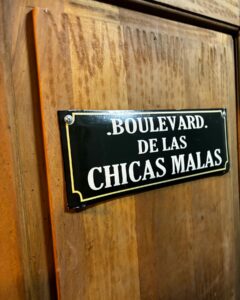 .BOULEVARD.
DE LAS
CHICAS MALAS